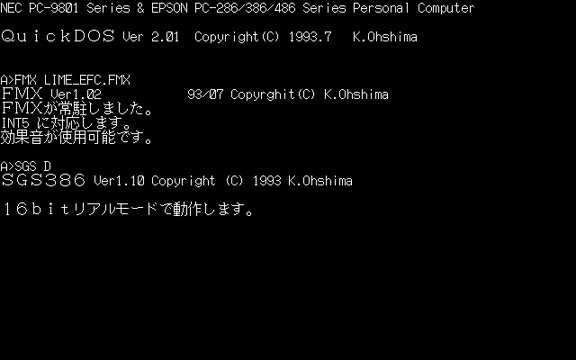 NEC PC-9801 Series & EPSON PC-286/386/486 Series Personal Computer
ＱｕｉｃｋＤＯＳ Ver 2.01  Copyright(C) 1993.7   K.Ohshima
A>FMX LIME_EFC.FMX
ＦＭＸ Ver1.02            93/07 Copyrghit(C) K.Ohshima
ＦＭＸが常駐しました。
INT5 に対応します。
効果音が使用可能です。
A>SGS D
ＳＧＳ３８６ Ver1.10 Copyright (C) 1993 K.Ohshima
１６ｂｉｔリアルモードで動作します。